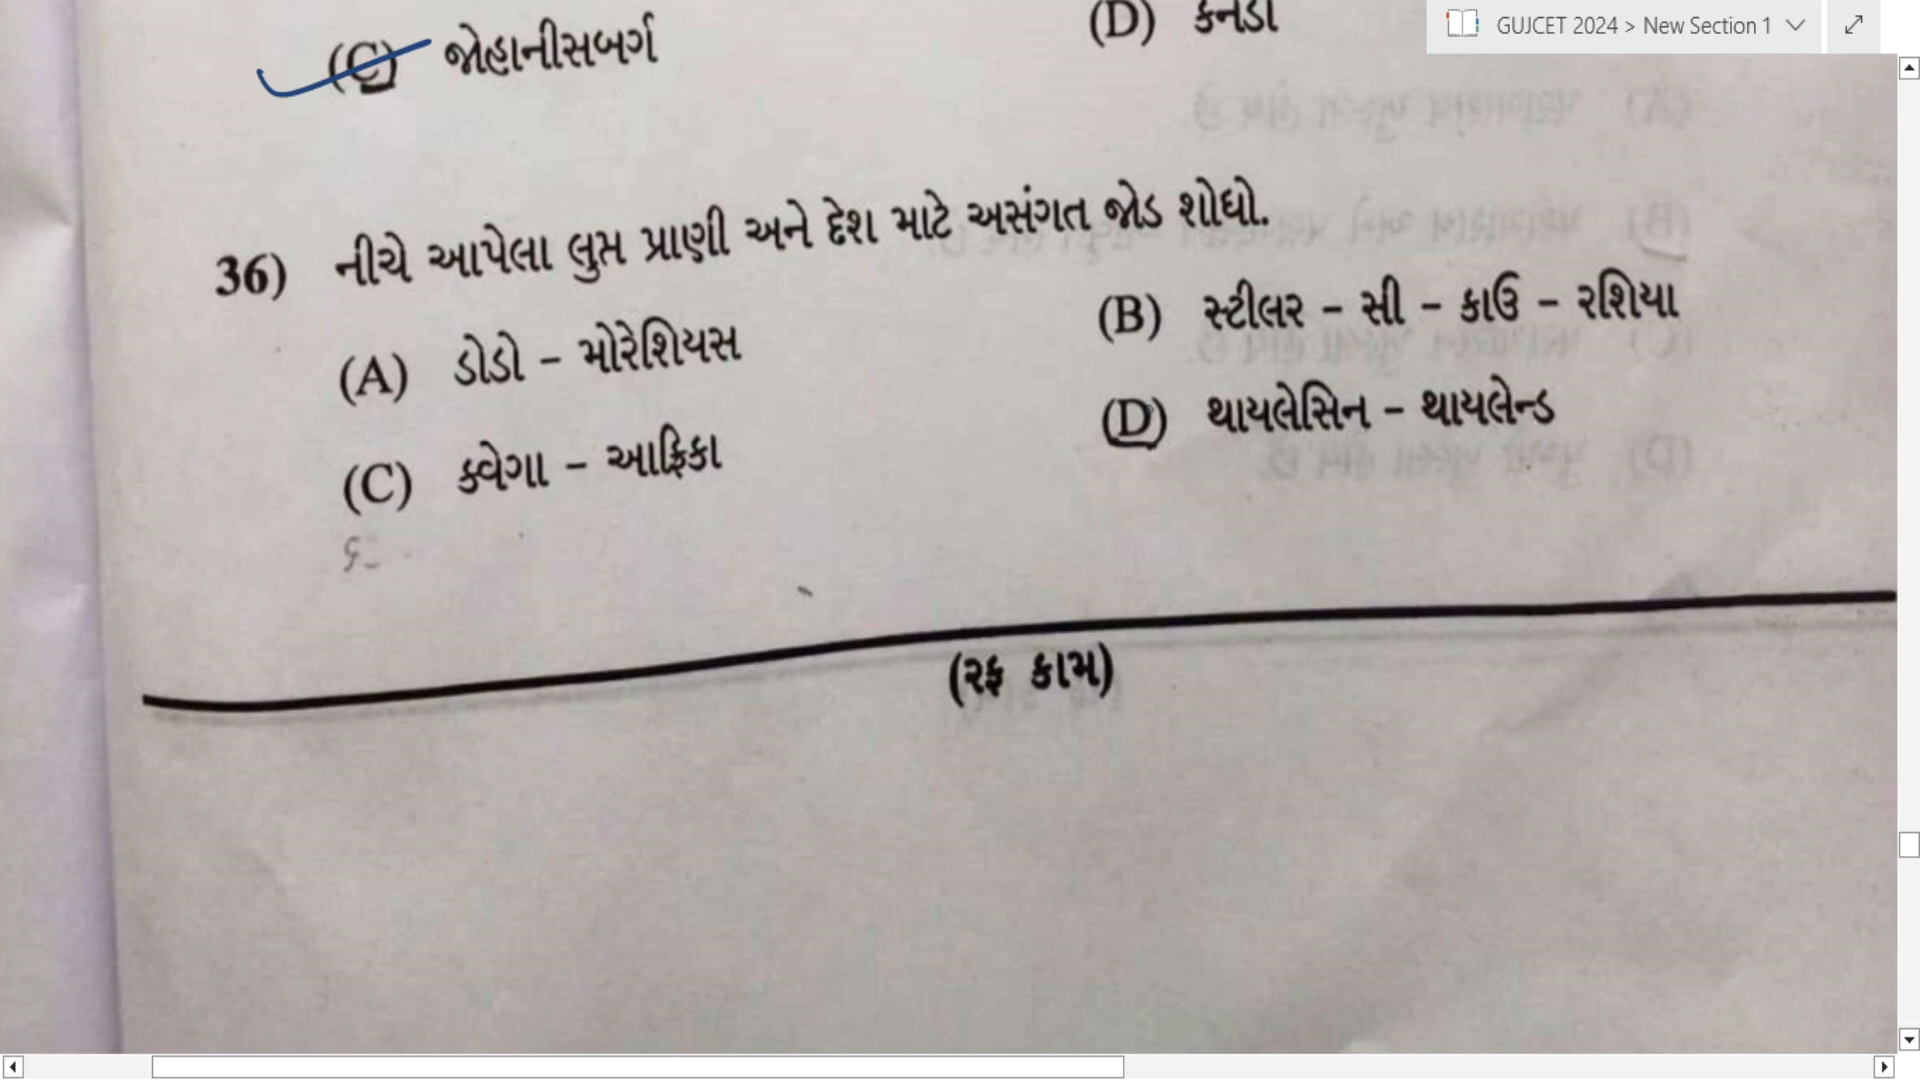 GUJCET 2024 > New Section 1
(C) જોહાનીસબર્ગ (D) કેનેડા
36) નીચે આપેલા લુપ્ત પ્રાણી અને દેશ માટે અસંગત જોડ શોધો.
(A) ડોડો – મોરેશિયસ (B) સ્ટીલર – સી – કાઉ – રશિયા
(C) ક્વેગા – આફ્રિકા (D) થાયલેસિન – થાયલેન્ડ
(રફ કામ)